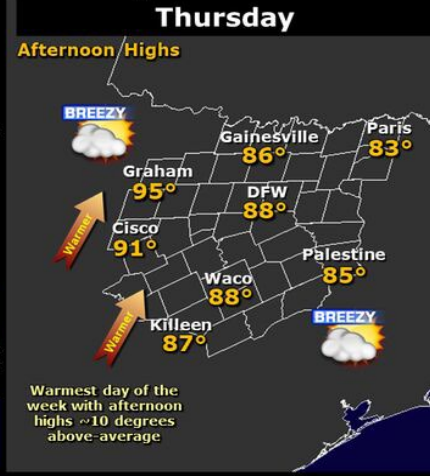 Thursday
Afternoon Highs
BREEZY
Gainesville
86°
Paris
83°
Graham
95°
DFW
88°
Warmer
Cisco
91°
Palestine
85°
Waco
88°
Warmer
Killeen
87°
BREEZY
Warmest day of the
week with afternoon
highs ~10 degrees
above-average